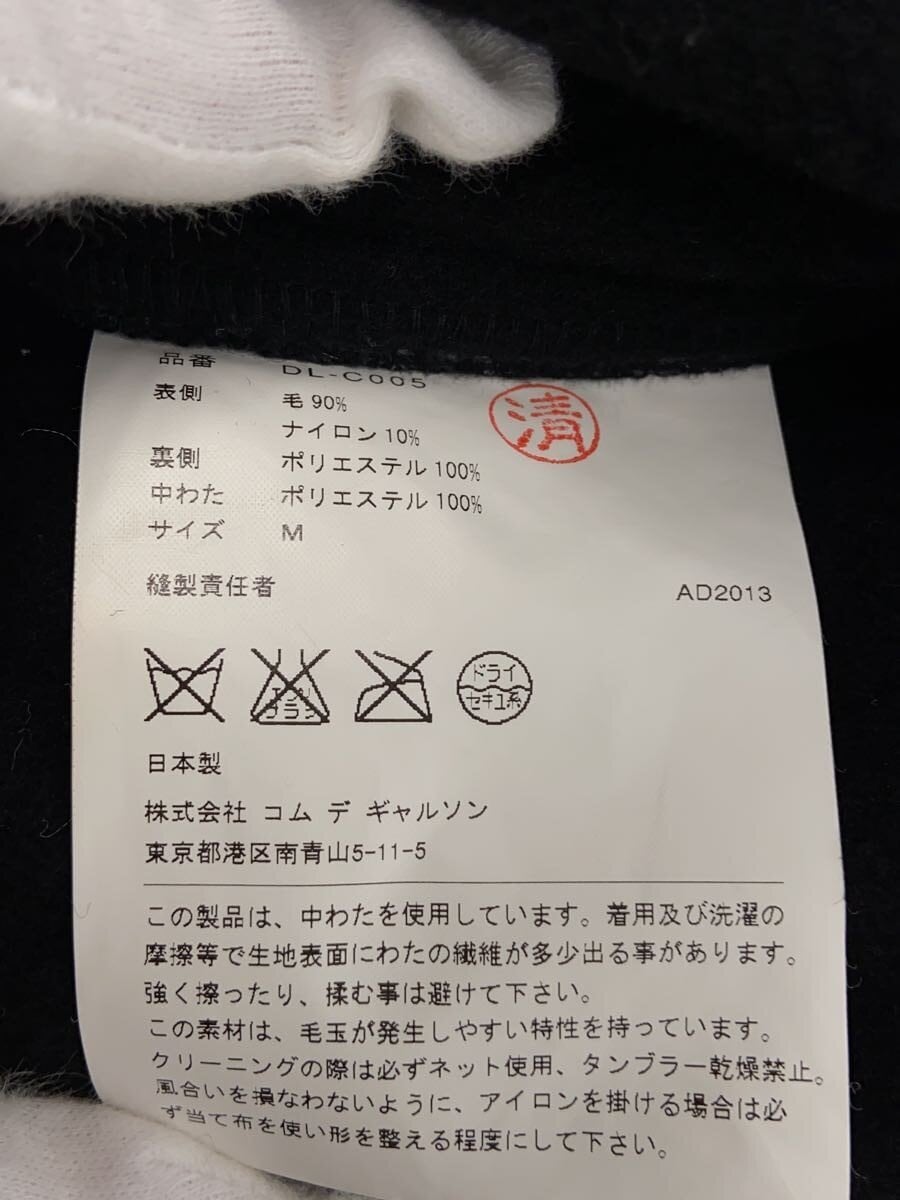 品番 DL-C005
表側 毛 90%
ナイロン 10%
清
裏側 ポリエステル 100%
中わた ポリエステル 100%
サイズ M
縫製責任者 AD2013
エンソ
ブラシ
ドライ
セキユ系
日本製
株式会社 コム デ ギャルソン
東京都港区南青山5-11-5
この製品は、中わたを使用しています。着用及び洗濯の
摩擦等で生地表面にわたの繊維が多少出る事があります。
強く擦ったり、揉む事は避けて下さい。
この素材は、毛玉が発生しやすい特性を持っています。
クリーニングの際は必ずネット使用、タンブラー乾燥禁止。
風合いを損なわないように、アイロンを掛ける場合は必
ず当て布を使い形を整える程度にして下さい。